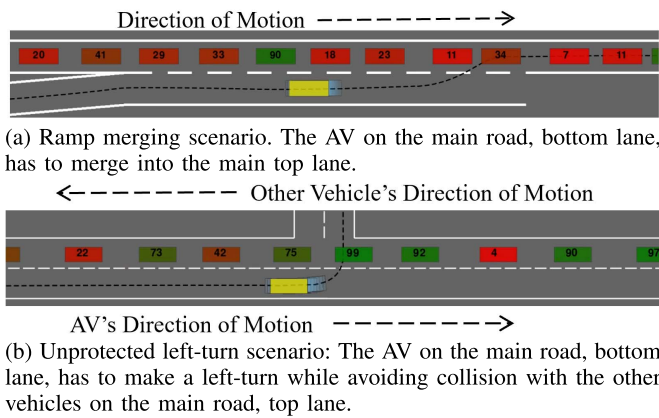 Direction of Motion
20 41 29 33 90 18 23 11 34 7 11
(a) Ramp merging scenario. The AV on the main road, bottom lane,
has to merge into the main top lane.
Other Vehicle's Direction of Motion
22 73 42 75 99 92 4 90 97
AV's Direction of Motion
(b) Unprotected left-turn scenario: The AV on the main road, bottom
lane, has to make a left-turn while avoiding collision with the other
vehicles on the main road, top lane.